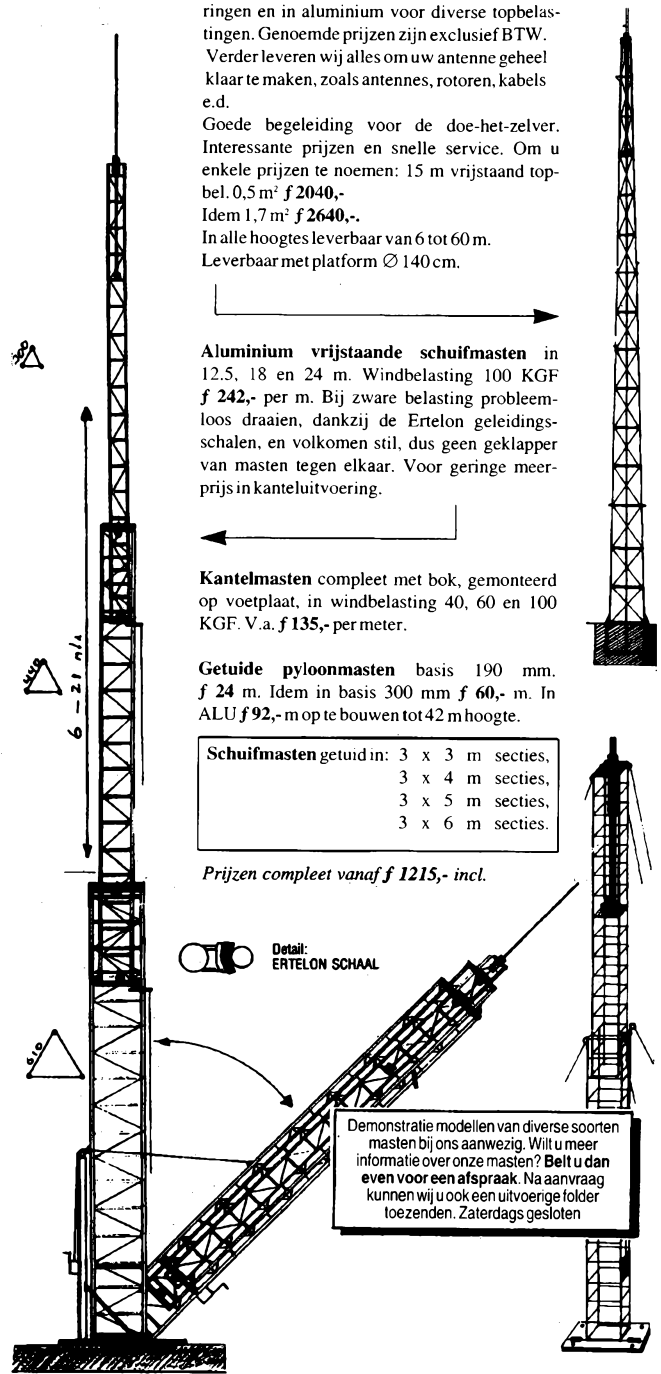 ringen en in aluminium voor diverse topbelas-
tingen. Genoemde prijzen zijn exclusief BTW.
Verder leveren wij alles om uw antenne geheel
klaar te maken, zoals antennes, rotoren, kabels
e.d.
Goede begeleiding voor de doe-het-zelver.
Interessante prijzen en snelle service. Om u
enkele prijzen te noemen: 15 m vrijstaand top-
bel. 0,5 m² ƒ 2040,-
Idem 1,7 m² ƒ 2640,-.
In alle hoogtes leverbaar van 6 tot 60 m.
Leverbaar met platform ∅ 140 cm.
300
Aluminium vrijstaande schuifmasten in
12.5, 18 en 24 m. Windbelasting 100 KGF
ƒ 242,- per m. Bij zware belasting probleem-
loos draaien, dankzij de Ertelon geleidings-
schalen, en volkomen stil, dus geen geklapper
van masten tegen elkaar. Voor geringe meer-
prijs in kanteluitvoering.
Kantelmasten compleet met bok, gemonteerd
op voetplaat, in windbelasting 40, 60 en 100
KGF. V.a. ƒ 135,- per meter.
440
6 - 21
Getuide pyloonmasten basis 190 mm.
ƒ 24 m. Idem in basis 300 mm ƒ 60,- m. In
ALU ƒ 92,- m op te bouwen tot 42 m hoogte.
Schuifmasten getuid in: 3 x 3 m secties,
3 x 4 m secties,
3 x 5 m secties,
3 x 6 m secties.
Prijzen compleet vanaf ƒ 1215,- incl.
Detail:
ERTELON SCHAAL
610
Demonstratie modellen van diverse soorten
masten bij ons aanwezig. Wilt u meer
informatie over onze masten? Belt u dan
even voor een afspraak. Na aanvraag
kunnen wij u ook een uitvoerige folder
toezenden. Zaterdags gesloten